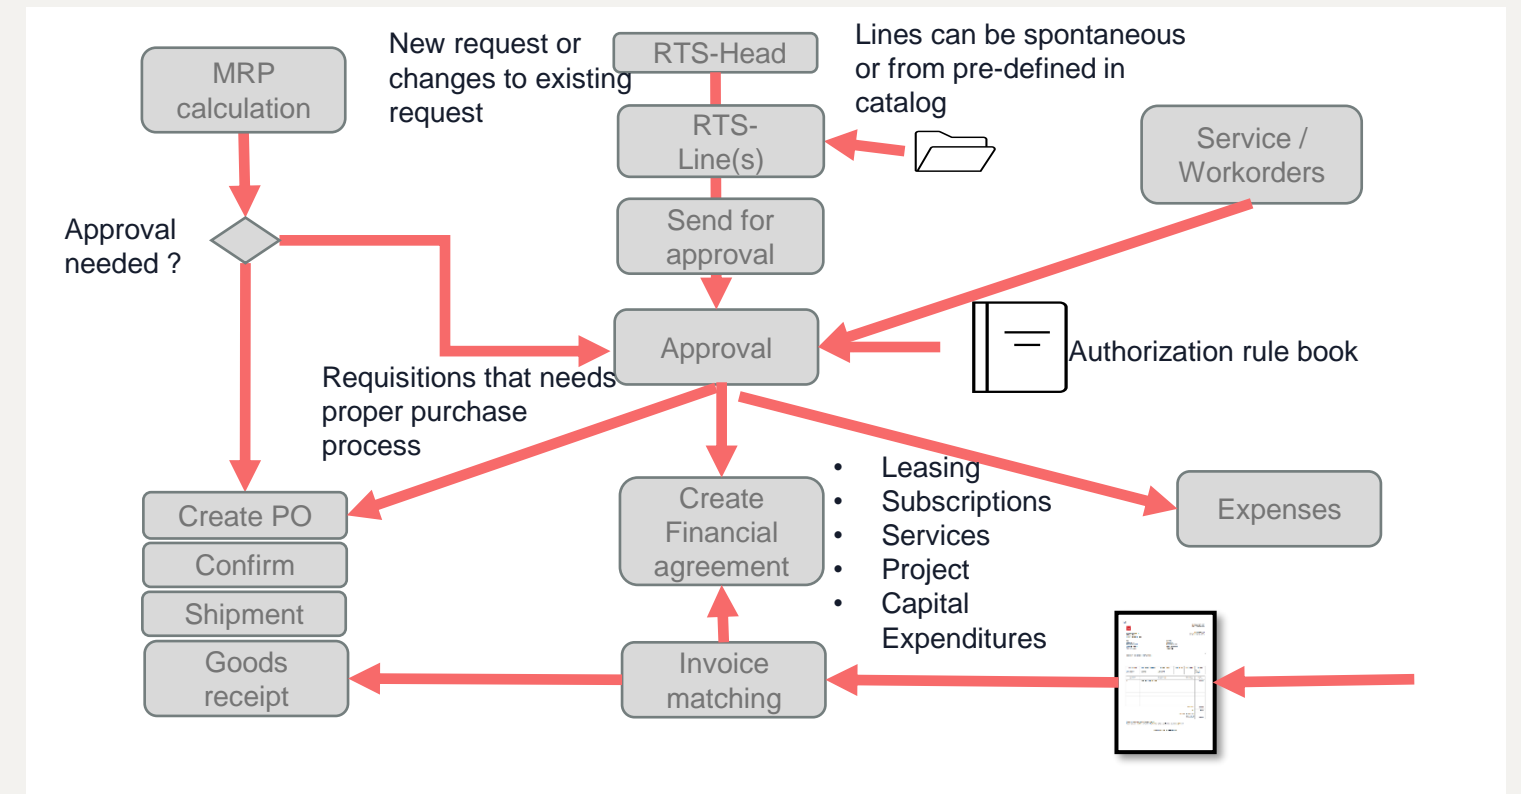 MRP
calculation
New request or
changes to existing
request
RTS-Head
Lines can be spontaneous
or from pre-defined in
catalog
RTS-
Line(s)
Service /
Workorders
Send for
approval
Approval
needed ?
Approval
Authorization rule book
Requisitions that needs
proper purchase
process
Create PO
Confirm
Shipment
Goods
receipt
Create
Financial
agreement
• Leasing
• Subscriptions
• Services
• Project
• Capital
Expenditures
Expenses
Invoice
matching